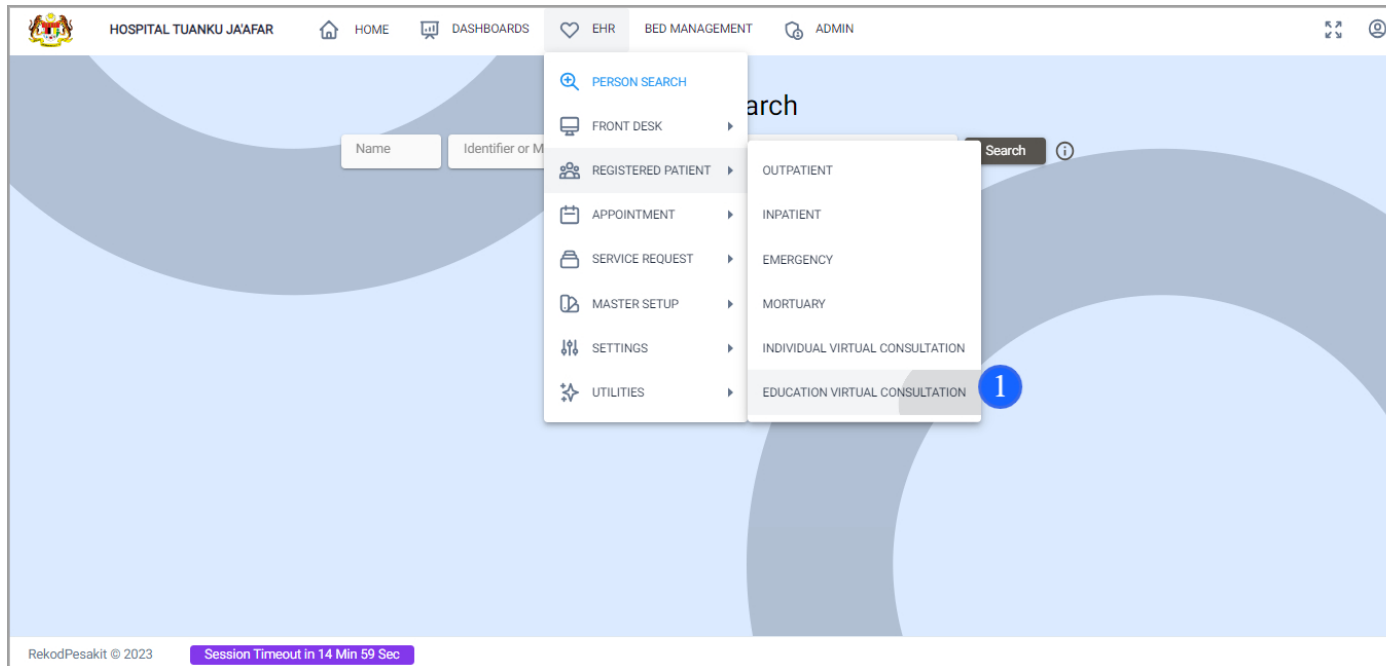 HOSPITAL TUANKU JA'AFAR HOME DASHBOARDS EHR BED MANAGEMENT ADMIN
PERSON SEARCH
arch
FRONT DESK
Name Identifier or M Search
REGISTERED PATIENT OUTPATIENT
APPOINTMENT INPATIENT
SERVICE REQUEST EMERGENCY
MASTER SETUP MORTUARY
SETTINGS INDIVIDUAL VIRTUAL CONSULTATION
UTILITIES EDUCATION VIRTUAL CONSULTATION 1
RekodPesakit © 2023 Session Timeout in 14 Min 59 Sec